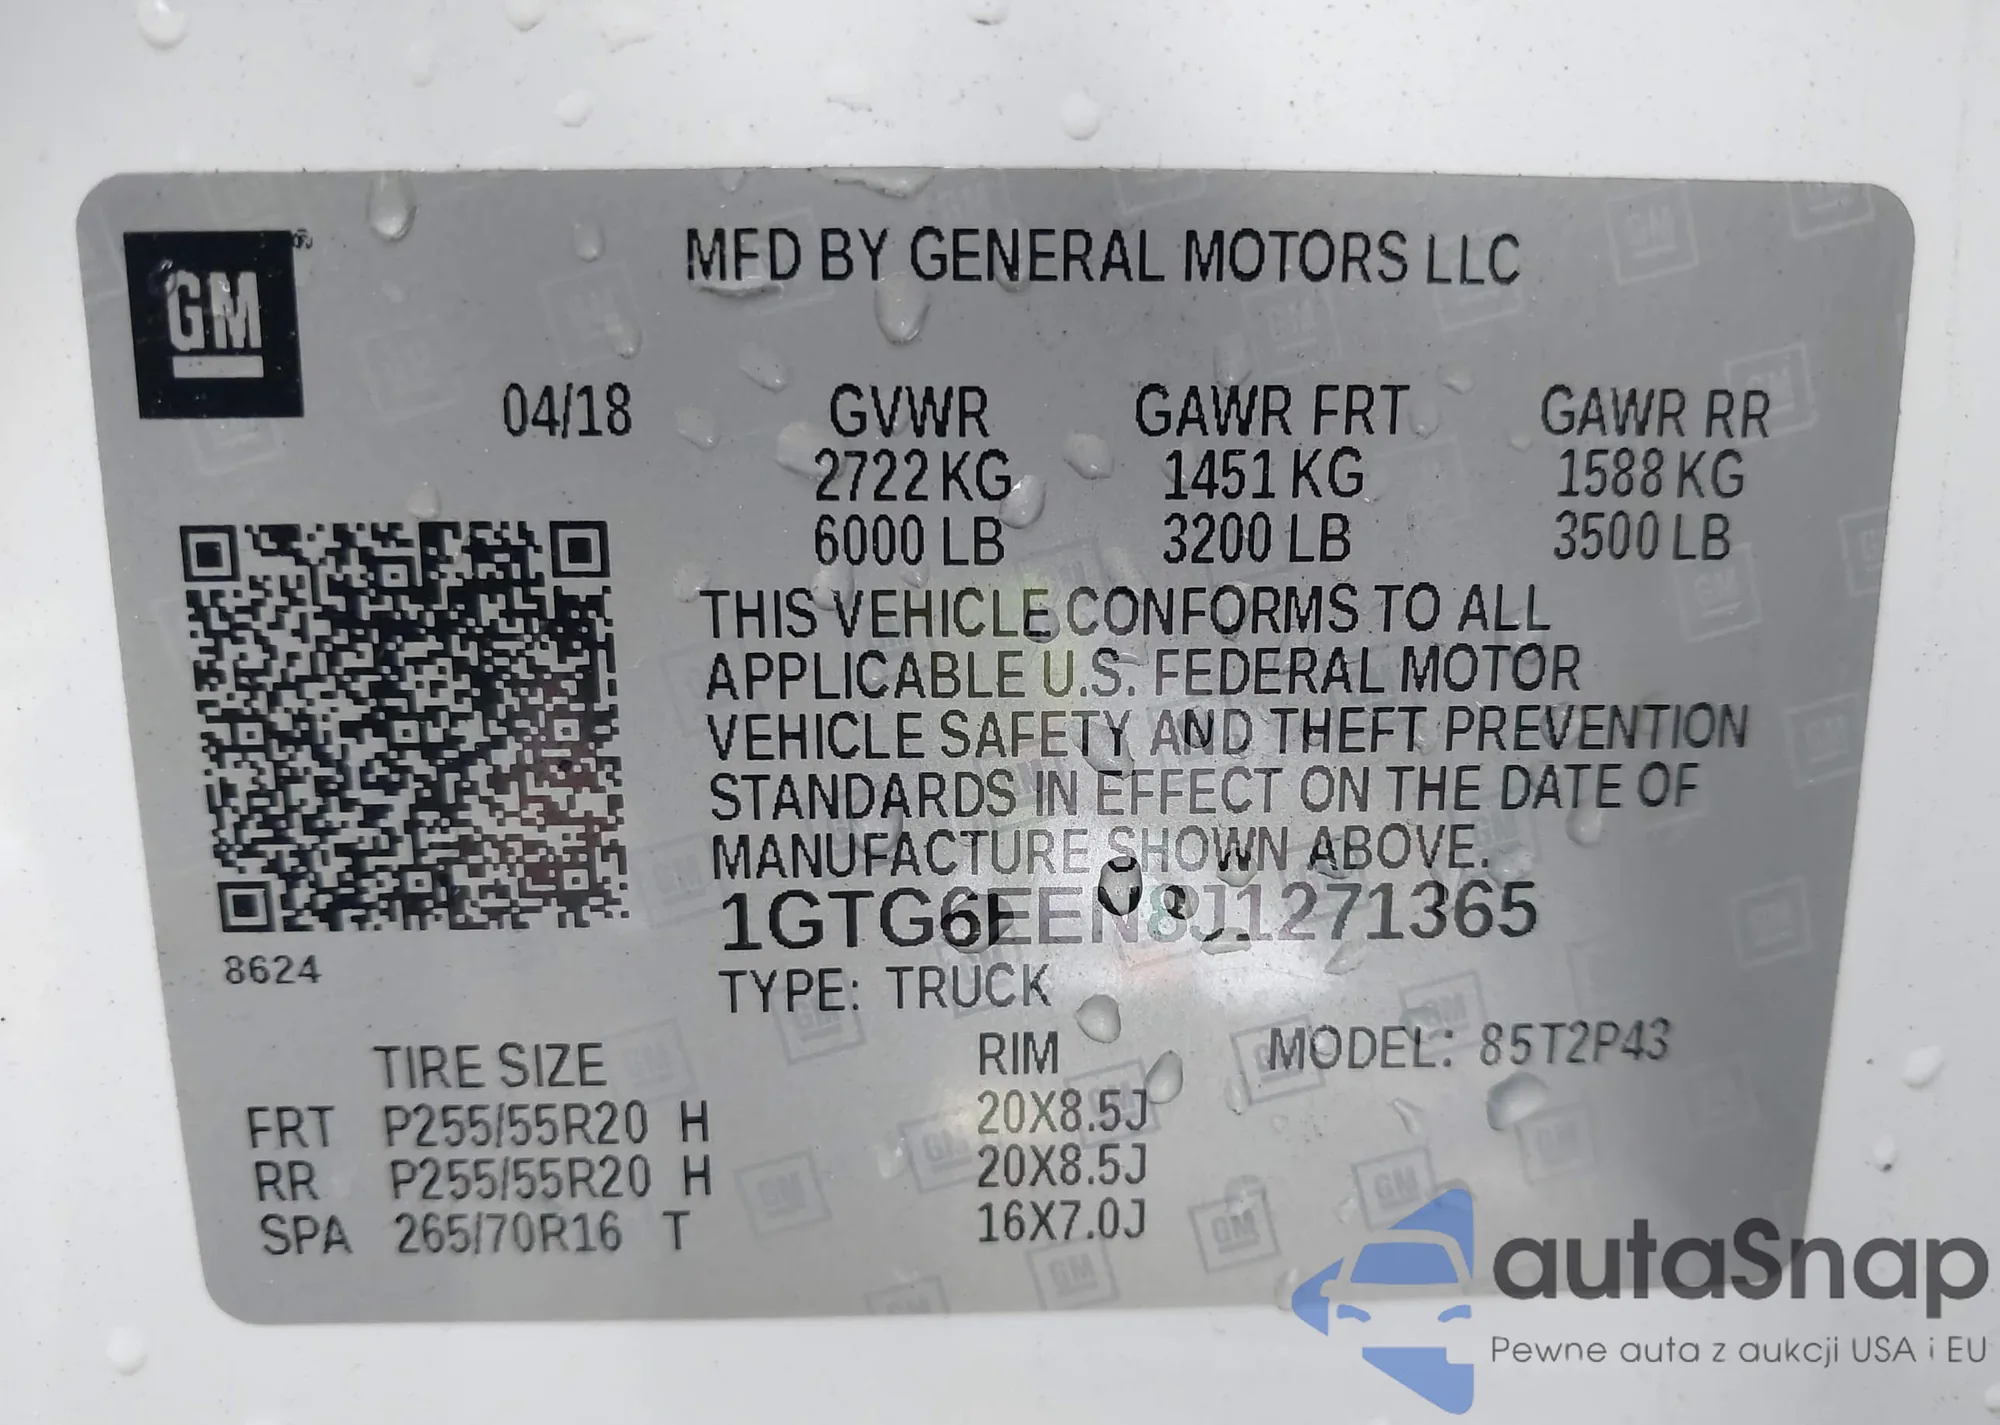 GM ®
MFD BY GENERAL MOTORS LLC
04/18 GVWR GAWR FRT GAWR RR
2722 KG 1451 KG 1588 KG
6000 LB 3200 LB 3500 LB
THIS VEHICLE CONFORMS TO ALL
APPLICABLE U.S. FEDERAL MOTOR
VEHICLE SAFETY AND THEFT PREVENTION
STANDARDS IN EFFECT ON THE DATE OF
MANUFACTURE SHOWN ABOVE.
1GTG6EEN8J1271365
8624
TYPE: TRUCK
TIRE SIZE RIM MODEL: 85T2P43
FRT P255/55R20 H 20X8.5J
RR P255/55R20 H 20X8.5J
SPA 265/70R16 T 16X7.0J
autaSnap
Pewne auta z aukcji USA i EU